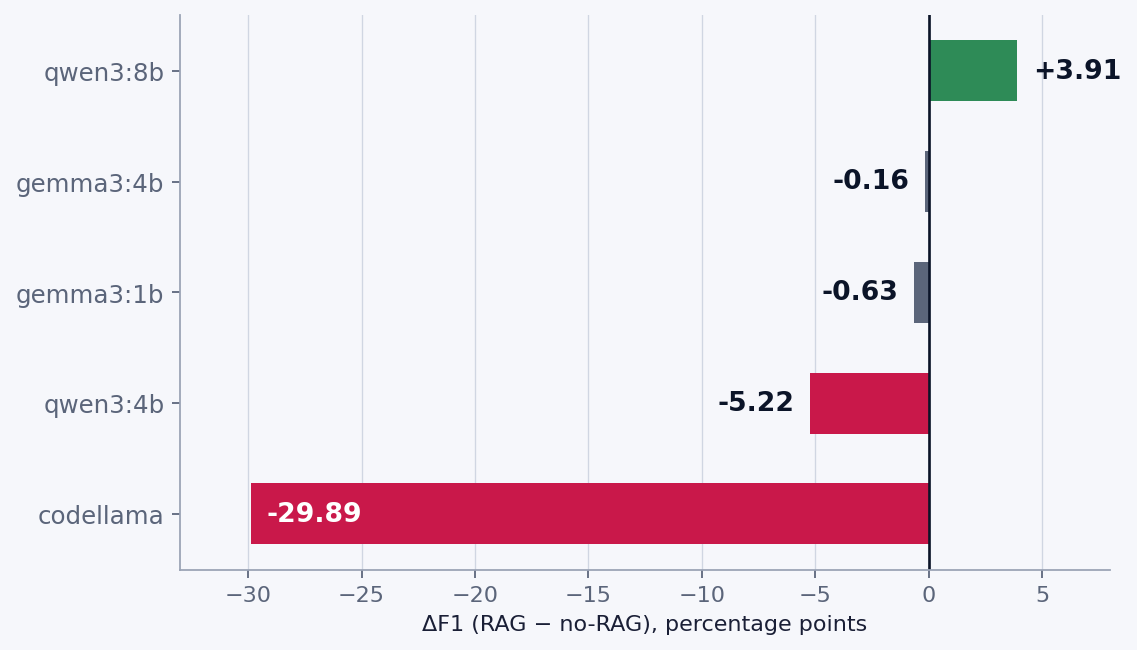 qwen3:8b
+3.91
gemma3:4b
-0.16
gemma3:1b
-0.63
qwen3:4b
-5.22
codellama
-29.89
−30 −25 −20 −15 −10 −5 0 5
ΔF1 (RAG − no-RAG), percentage points